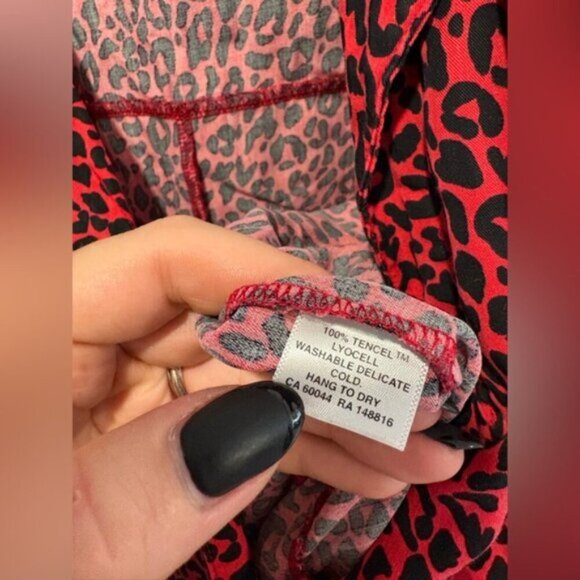 100% TENCEL™
LYOCELL
WASHABLE DELICATE
COLD.
HANG TO DRY
CA 60044 RA 148816